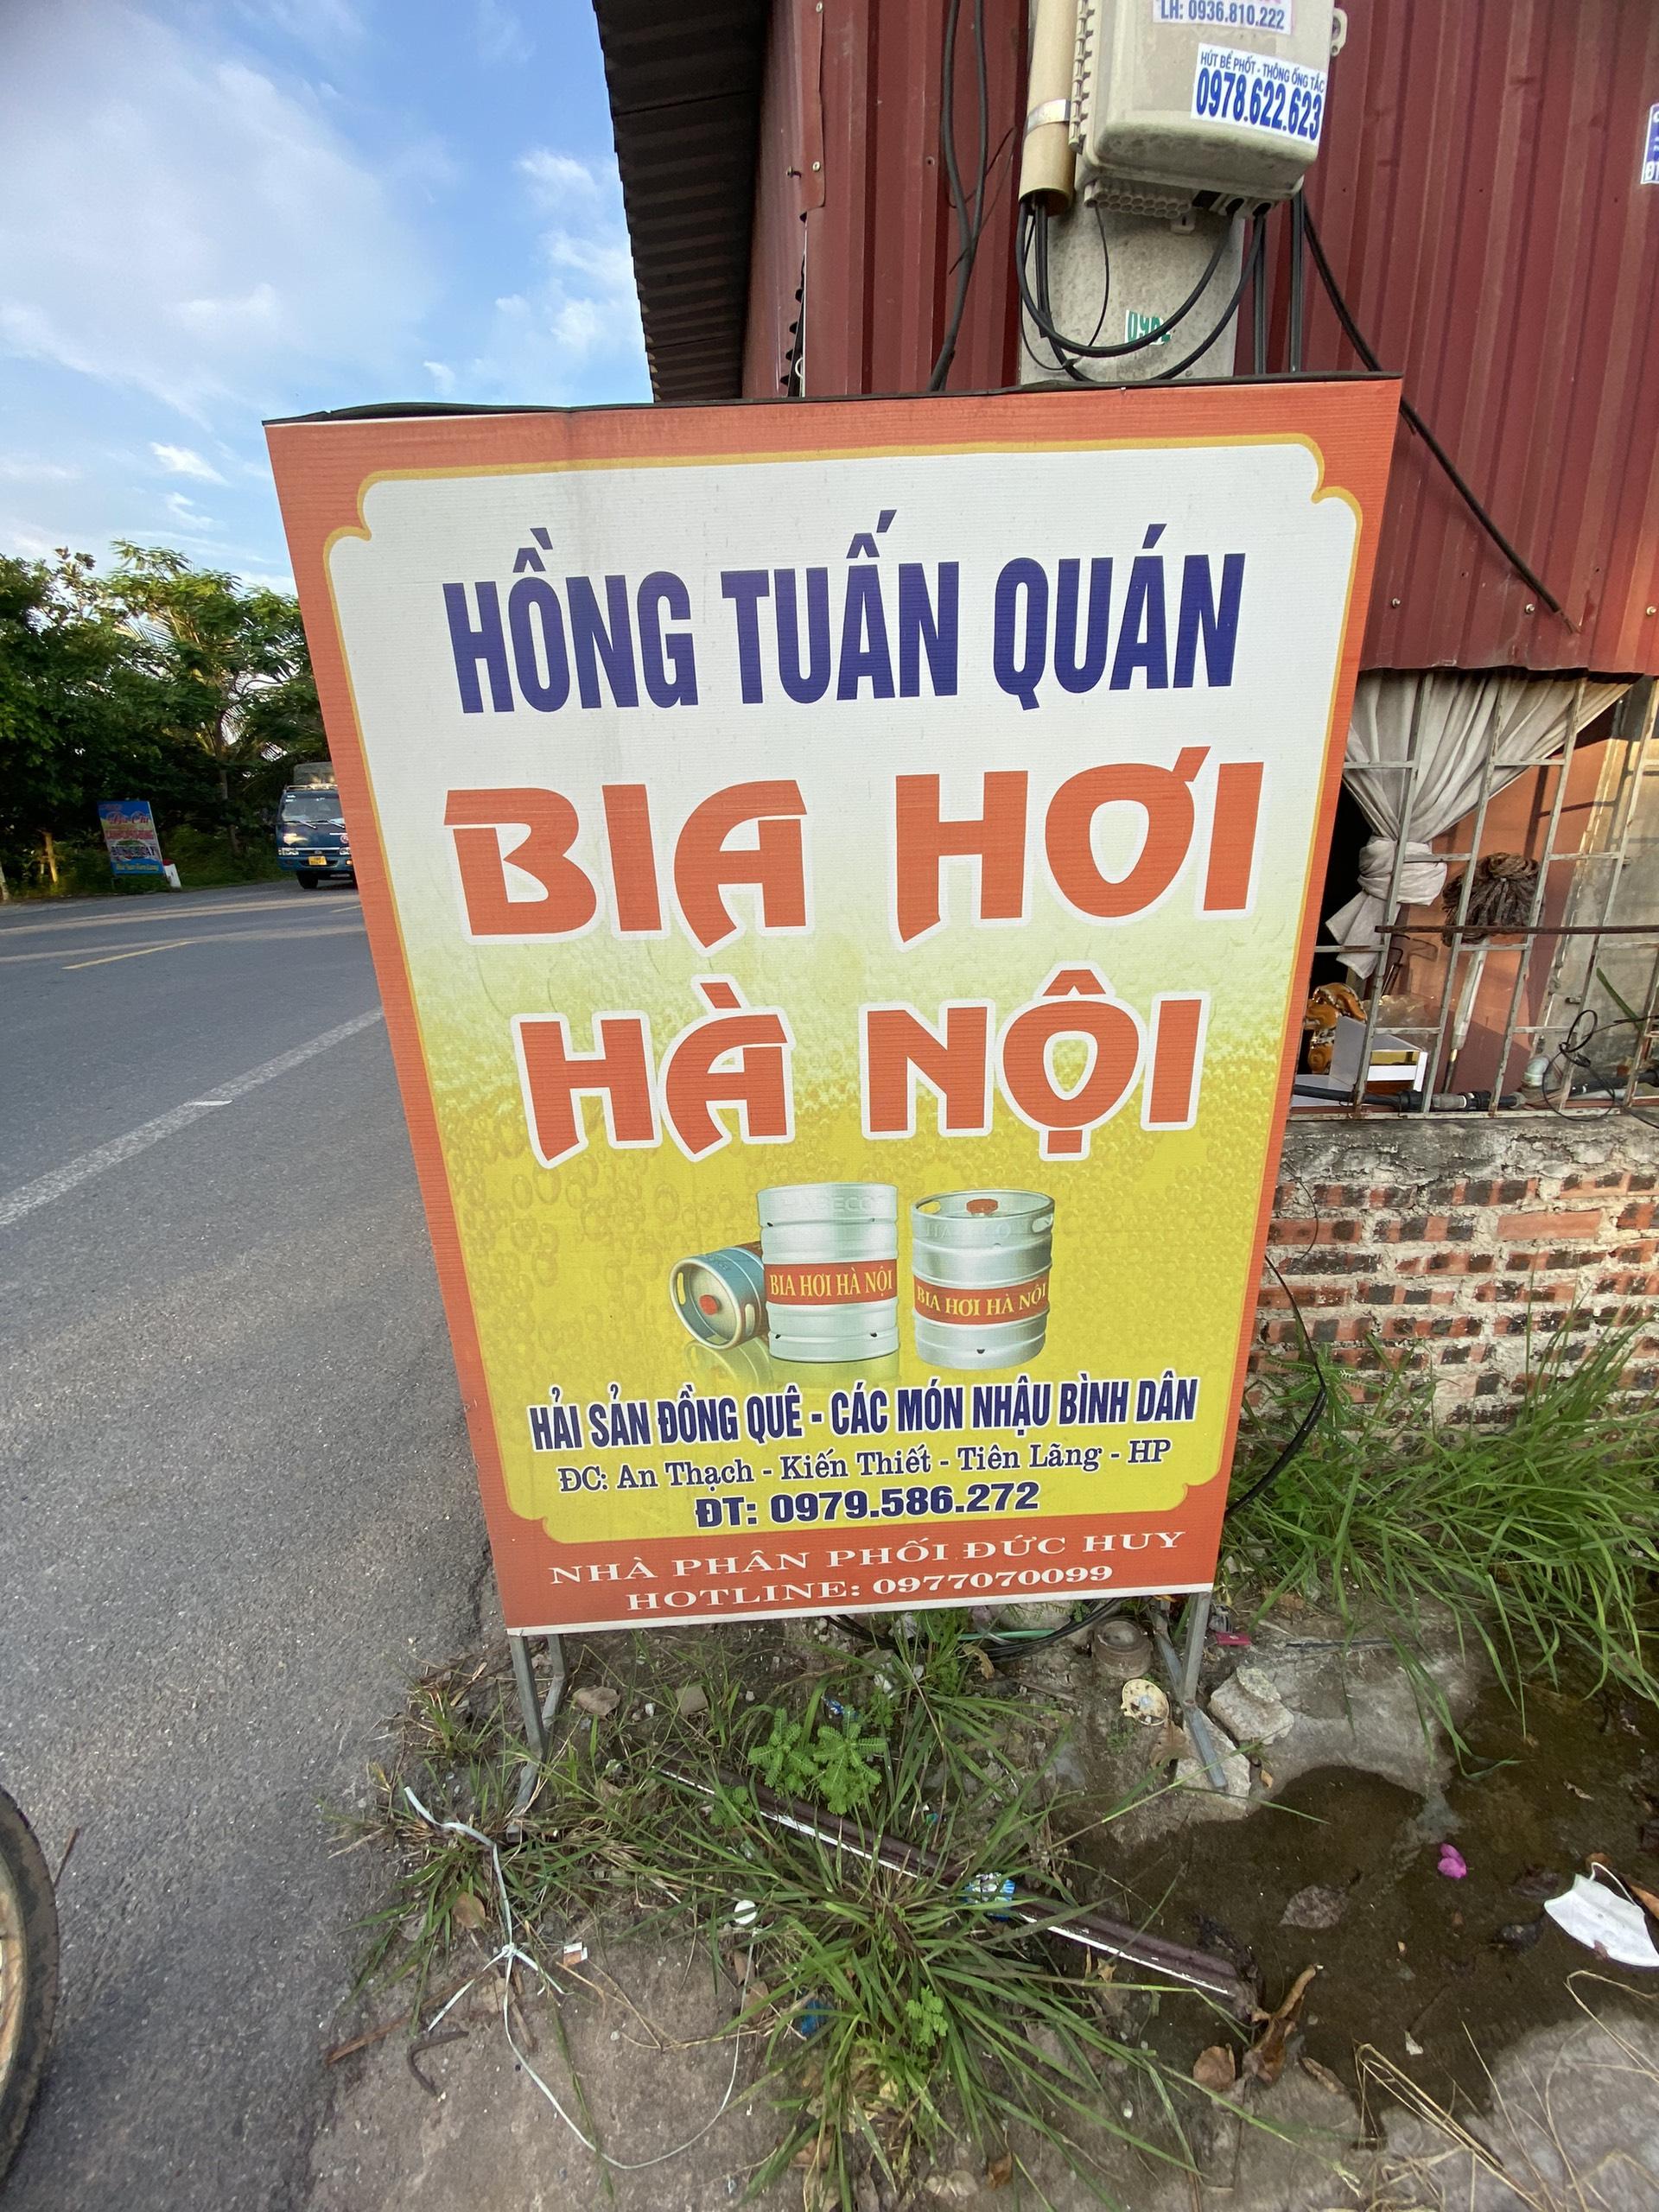 LH: 0936.810.222
HÚT BỂ PHỐT - THÔNG ỐNG TẮC
0978.622.623
HỒNG TUẤN QUÁN
BIA HƠI
HÀ NỘI
BIA HƠI HÀ NỘI
BIA HƠI HÀ NỘI
HẢI SẢN ĐỒNG QUÊ - CÁC MÓN NHẬU BÌNH DÂN
ĐC: An Thạch - Kiến Thiết - Tiên Lãng - HP
ĐT: 0979.586.272
NHÀ PHÂN PHỐI ĐỨC HUY
HOTLINE: 0977070099